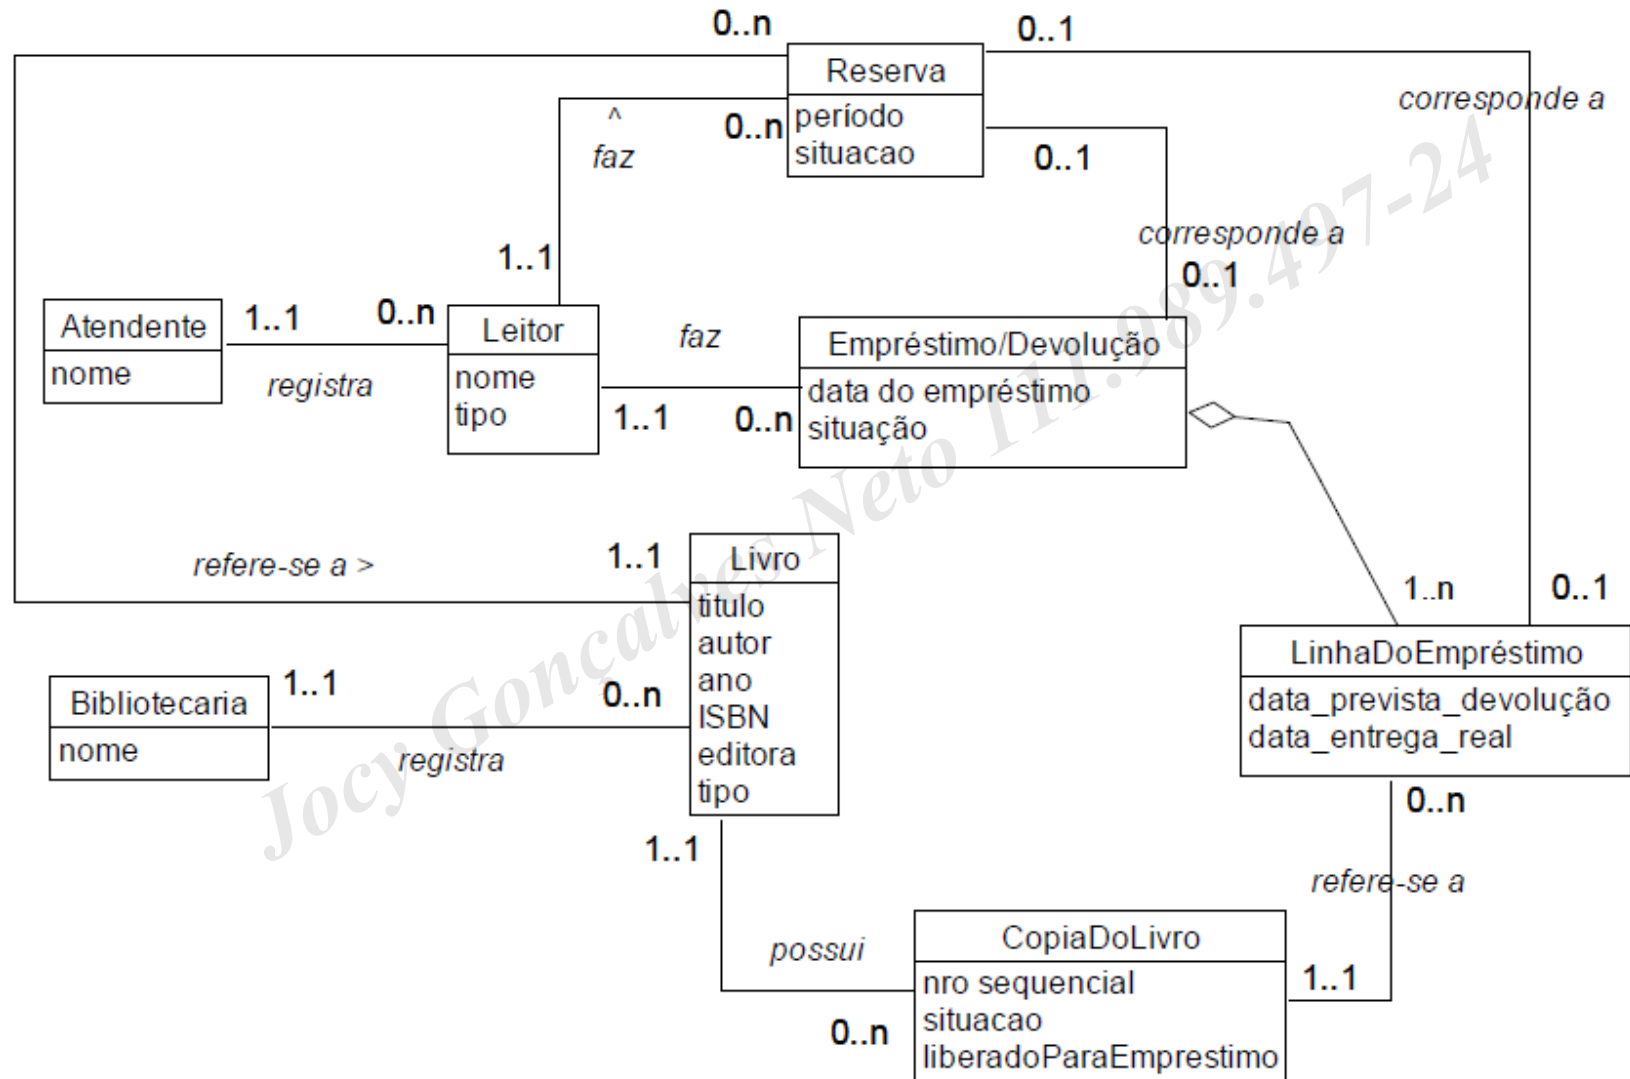 0..n
0..1
Reserva
período
situacao
^
faz
0..n
0..1
corresponde a
corresponde a
1..1
0..1
Atendente
nome
1..1
0..n
registra
Leitor
nome
tipo
faz
1..1
0..n
Empréstimo/Devolução
data do empréstimo
situação
refere-se a >
1..1
Livro
titulo
autor
ano
ISBN
editora
tipo
1..n
0..1
LinhaDoEmpréstimo
data_prevista_devolução
data_entrega_real
Bibliotecaria
nome
1..1
0..n
registra
1..1
0..n
refere-se a
possui
0..n
CopiaDoLivro
nro sequencial
situacao
liberadoParaEmprestimo
1..1
Jocy Gonçalves Neto 111.989.497-24